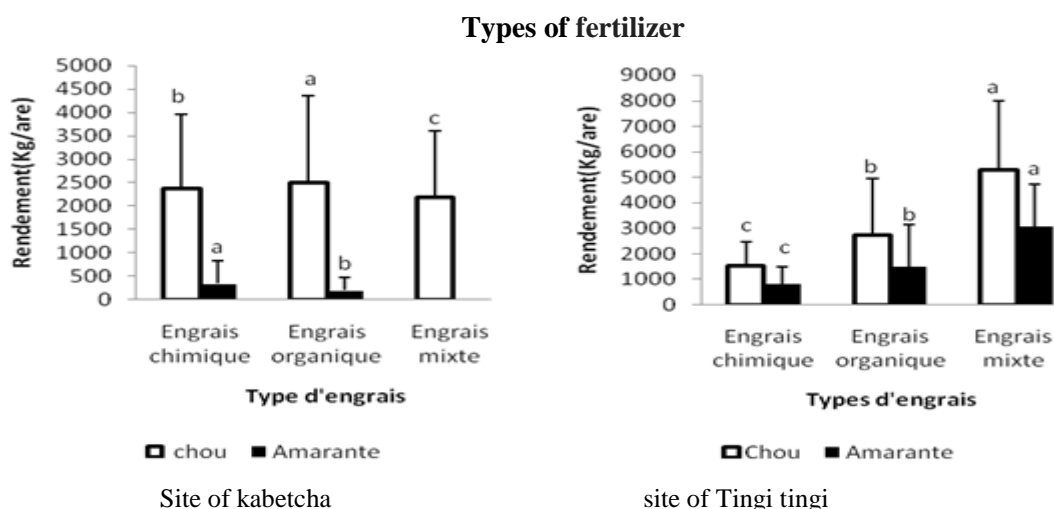 Types of fertilizer
Rendement(Kg/are)
5000
4500
4000
3500
3000
2500
2000
1500
1000
500
0
b
a
a
b
c
Engrais chimique
Engrais organique
Engrais mixte
Type d'engrais
chou
Amarante
Site of kabetcha
Rendement(Kg/are)
9000
8000
7000
6000
5000
4000
3000
2000
1000
0
c
c
b
b
a
a
Engrais chimique
Engrais organique
Engrais mixte
Types d'engrais
Chou
Amarante
site of Tingi tingi